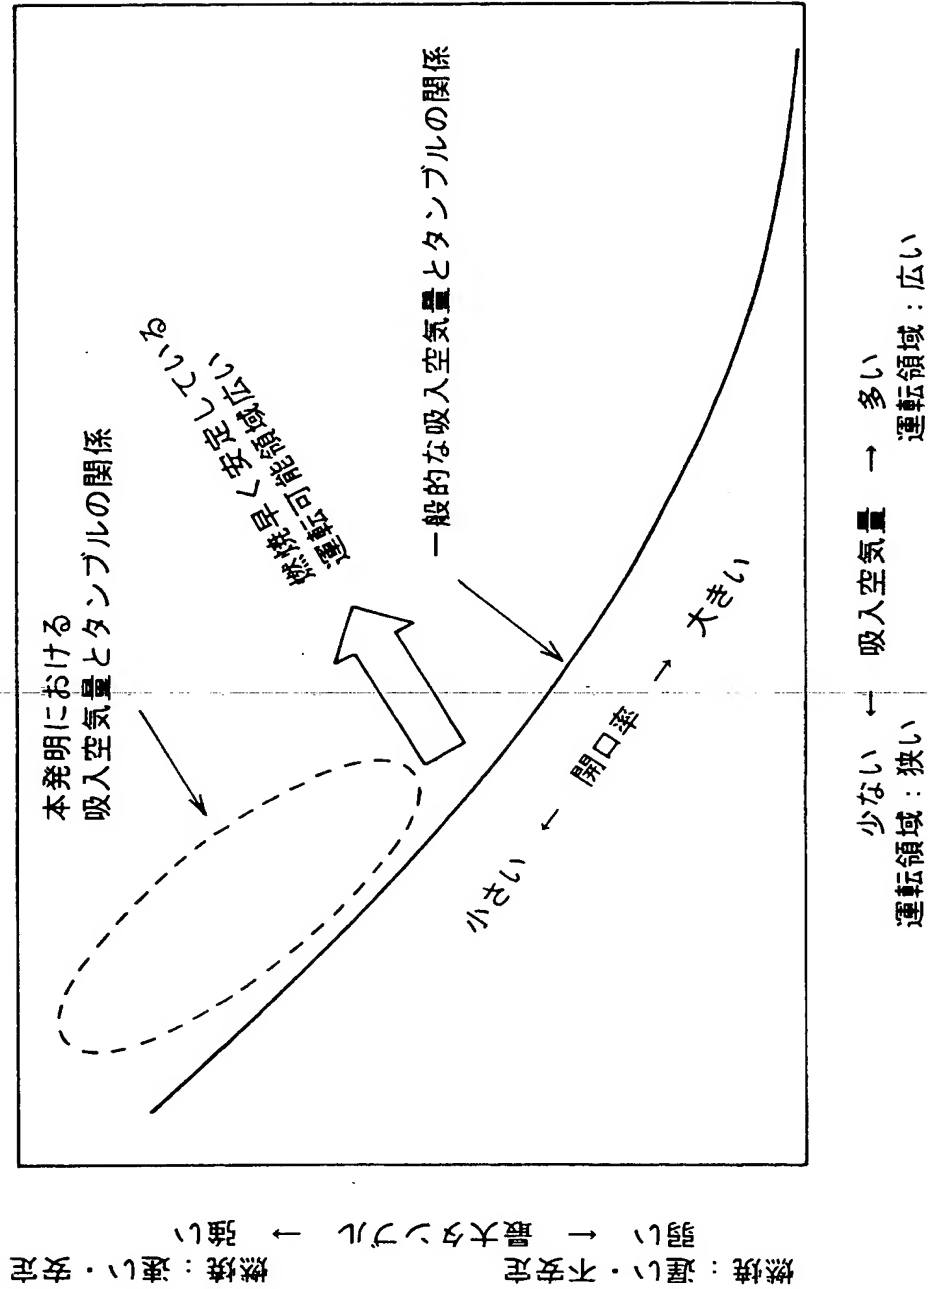 本発明における
吸入空気量とタンブルの関係
燃焼早く安定している
運転可能領域広い
一般的な吸入空気量とタンブルの関係
小さい ← 開口率 → 大きい
弱い ← 最大タンブル → 強い
燃焼：遅い・不安定 燃焼：速い・安定
少ない ← 吸入空気量 → 多い
運転領域：狭い 運転領域：広い